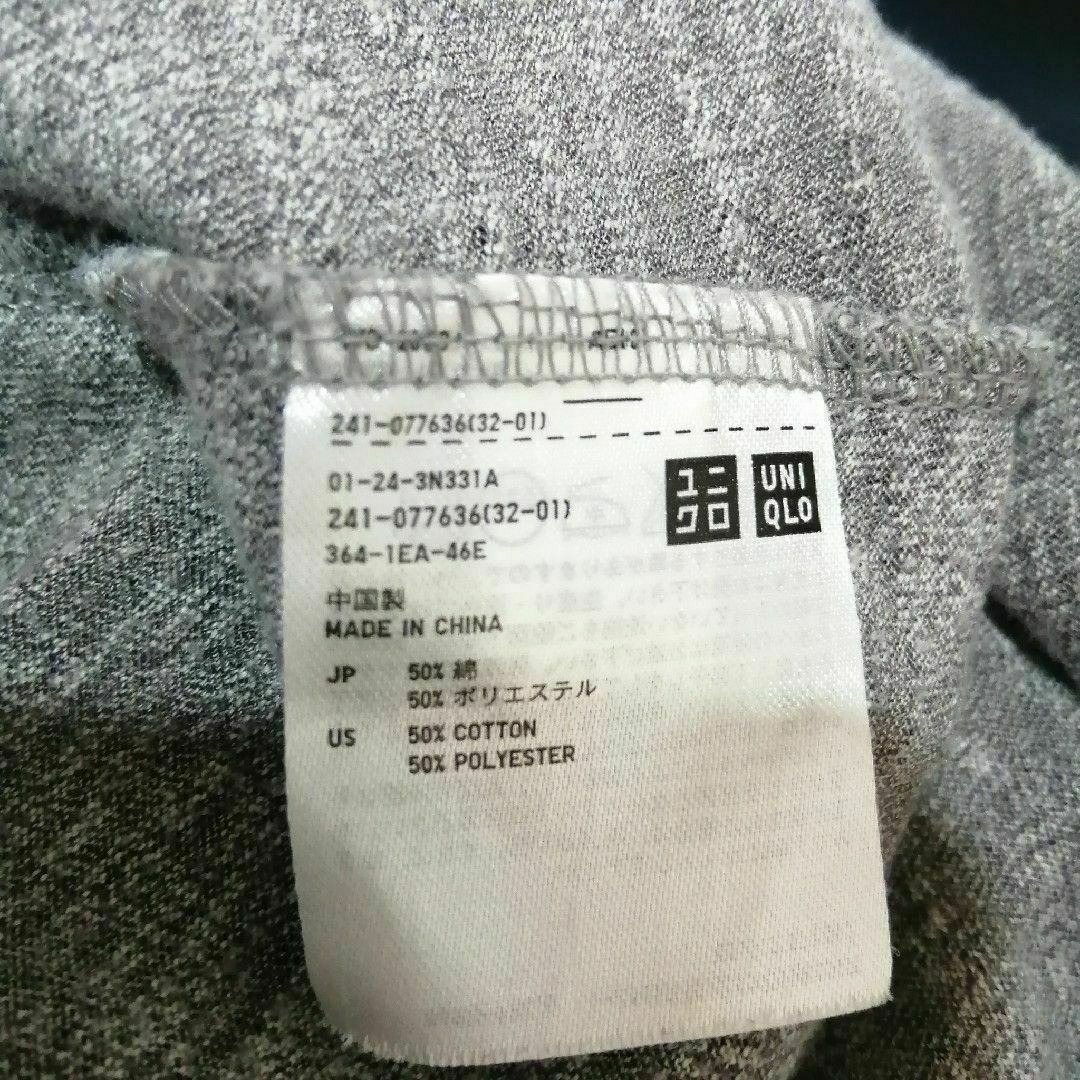 241-077636(32-01)
01-24-3N331A
241-077636(32-01)
364-1EA-46E
ユニ
クロ
UNI
QLO
中国製
MADE IN CHINA
JP 50% 綿
50% ポリエステル
US 50% COTTON
50% POLYESTER